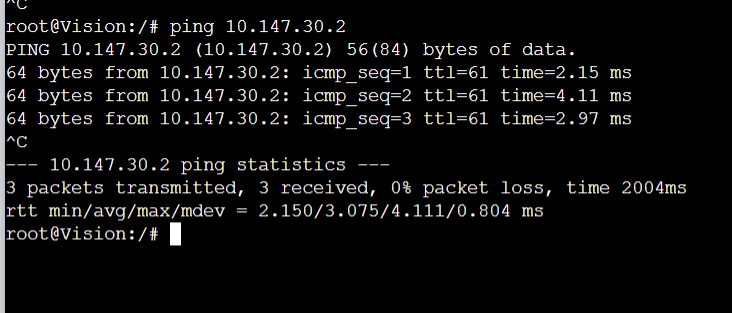 ^C
root@Vision:/# ping 10.147.30.2
PING 10.147.30.2 (10.147.30.2) 56(84) bytes of data.
64 bytes from 10.147.30.2: icmp_seq=1 ttl=61 time=2.15 ms
64 bytes from 10.147.30.2: icmp_seq=2 ttl=61 time=4.11 ms
64 bytes from 10.147.30.2: icmp_seq=3 ttl=61 time=2.97 ms
^C
--- 10.147.30.2 ping statistics ---
3 packets transmitted, 3 received, 0% packet loss, time 2004ms
rtt min/avg/max/mdev = 2.150/3.075/4.111/0.804 ms
root@Vision:/#